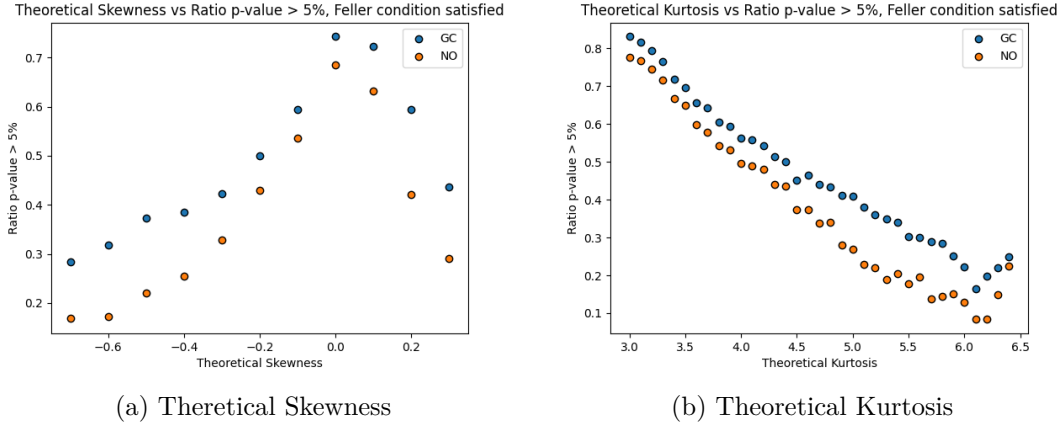 Theoretical Skewness vs Ratio p-value > 5%, Feller condition satisfied
GC
NO
0.7
0.6
0.5
0.4
0.3
0.2
Ratio p-value > 5%
−0.6
−0.4
−0.2
0.0
0.2
Theoretical Skewness
(a) Theretical Skewness
Theoretical Kurtosis vs Ratio p-value > 5%, Feller condition satisfied
GC
NO
0.8
0.7
0.6
0.5
0.4
0.3
0.2
0.1
Ratio p-value > 5%
3.0
3.5
4.0
4.5
5.0
5.5
6.0
6.5
Theoretical Kurtosis
(b) Theoretical Kurtosis